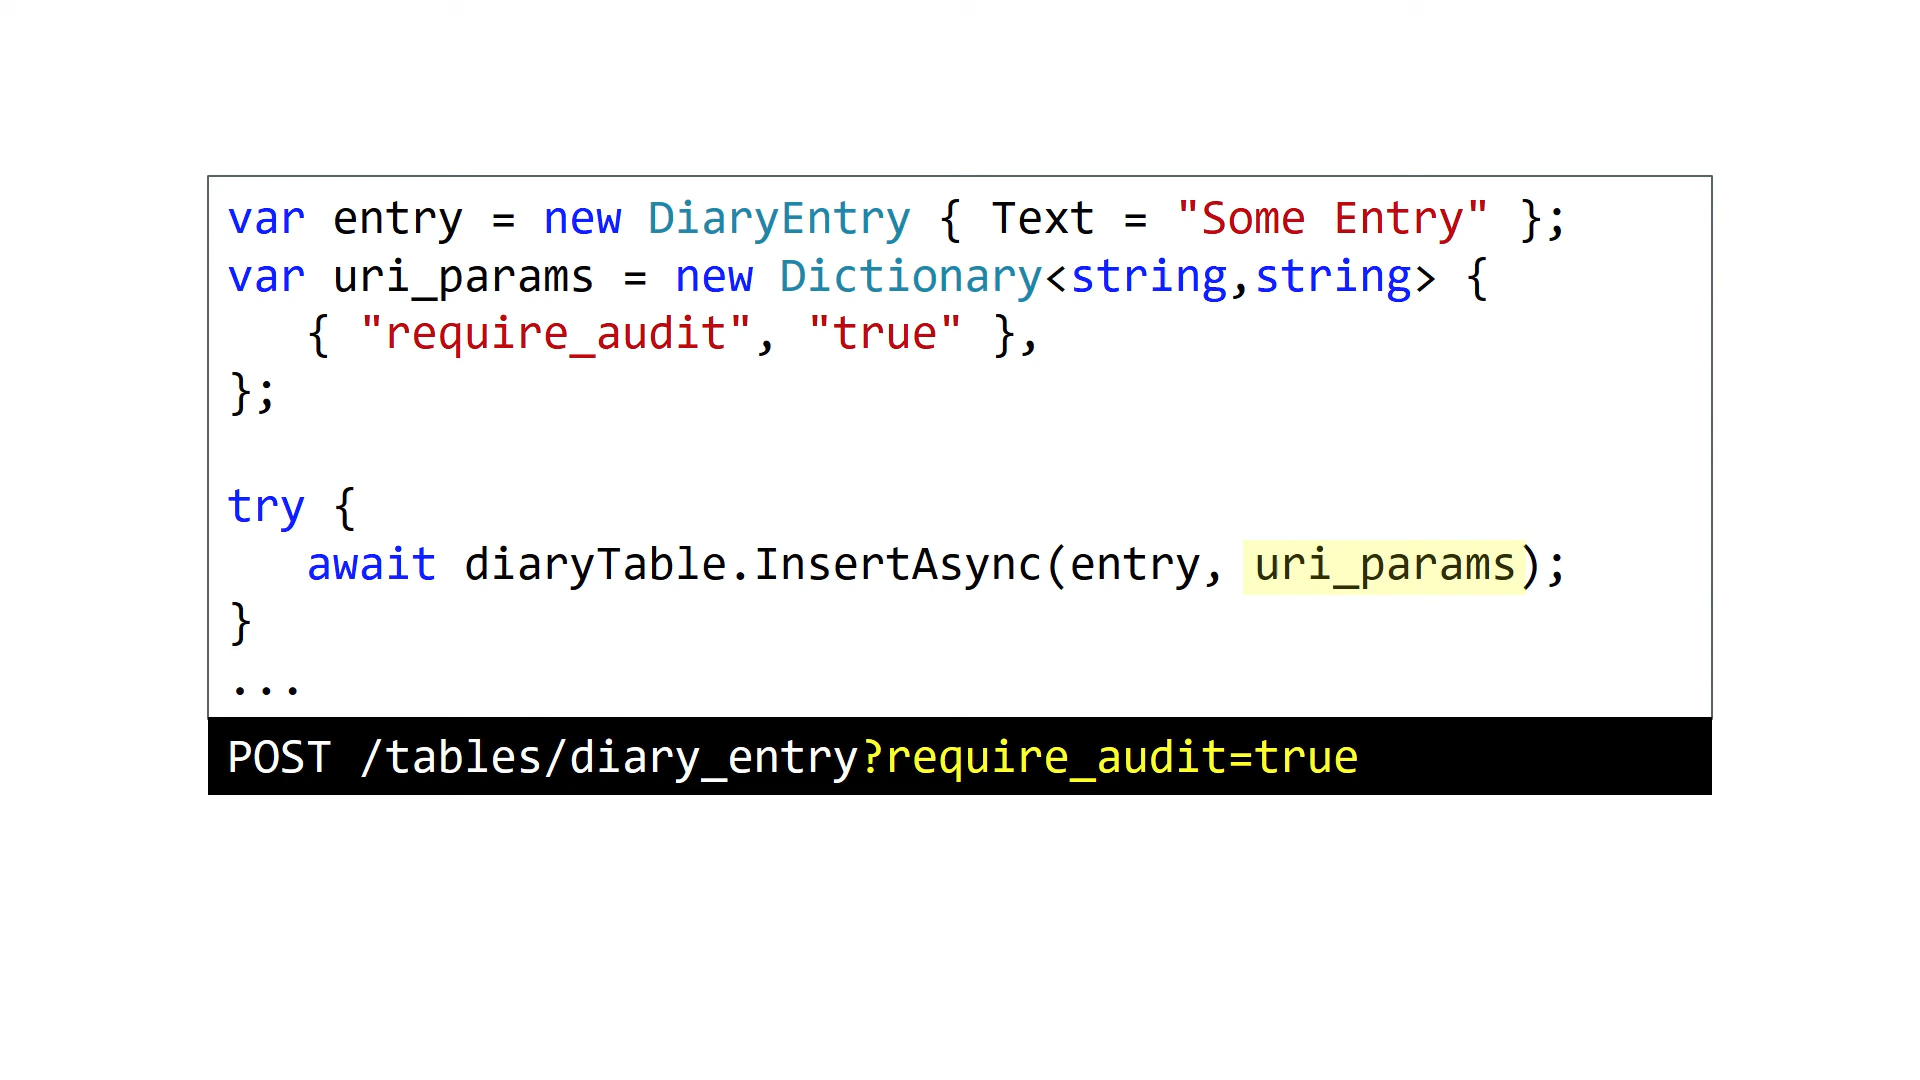 var entry = new DiaryEntry { Text = "Some Entry" };
var uri_params = new Dictionary<string,string> {
   { "require_audit", "true" },
};
try {
   await diaryTable.InsertAsync(entry, uri_params);
}
...
POST /tables/diary_entry?require_audit=true